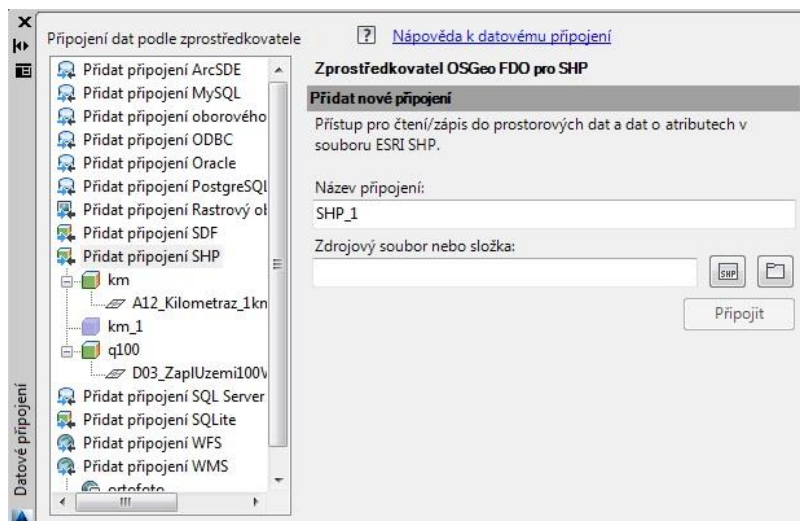 Připojení dat podle zprostředkovatele
? Nápověda k datovému připojení
Přidat připojení ArcSDE
Přidat připojení MySQL
Přidat připojení oborového
Přidat připojení ODBC
Přidat připojení Oracle
Přidat připojení PostgreSQL
Přidat připojení Rastrový
Přidat připojení SDF
Přidat připojení SHP
km
A12_Kilometraz_1kn
km_1
q100
D03_ZaplUzemi100V
Přidat připojení SQL Server
Přidat připojení SQLite
Přidat připojení WFS
Přidat připojení WMS
ortofoto
Zprostředkovatel OSGeo FDO pro SHP
Přidat nové připojení
Přístup pro čtení/zápis do prostorových dat a dat o atributech v
souboru ESRI SHP.
Název připojení:
SHP_1
Zdrojový soubor nebo složka:
SHP
Připojit
Datové připojení